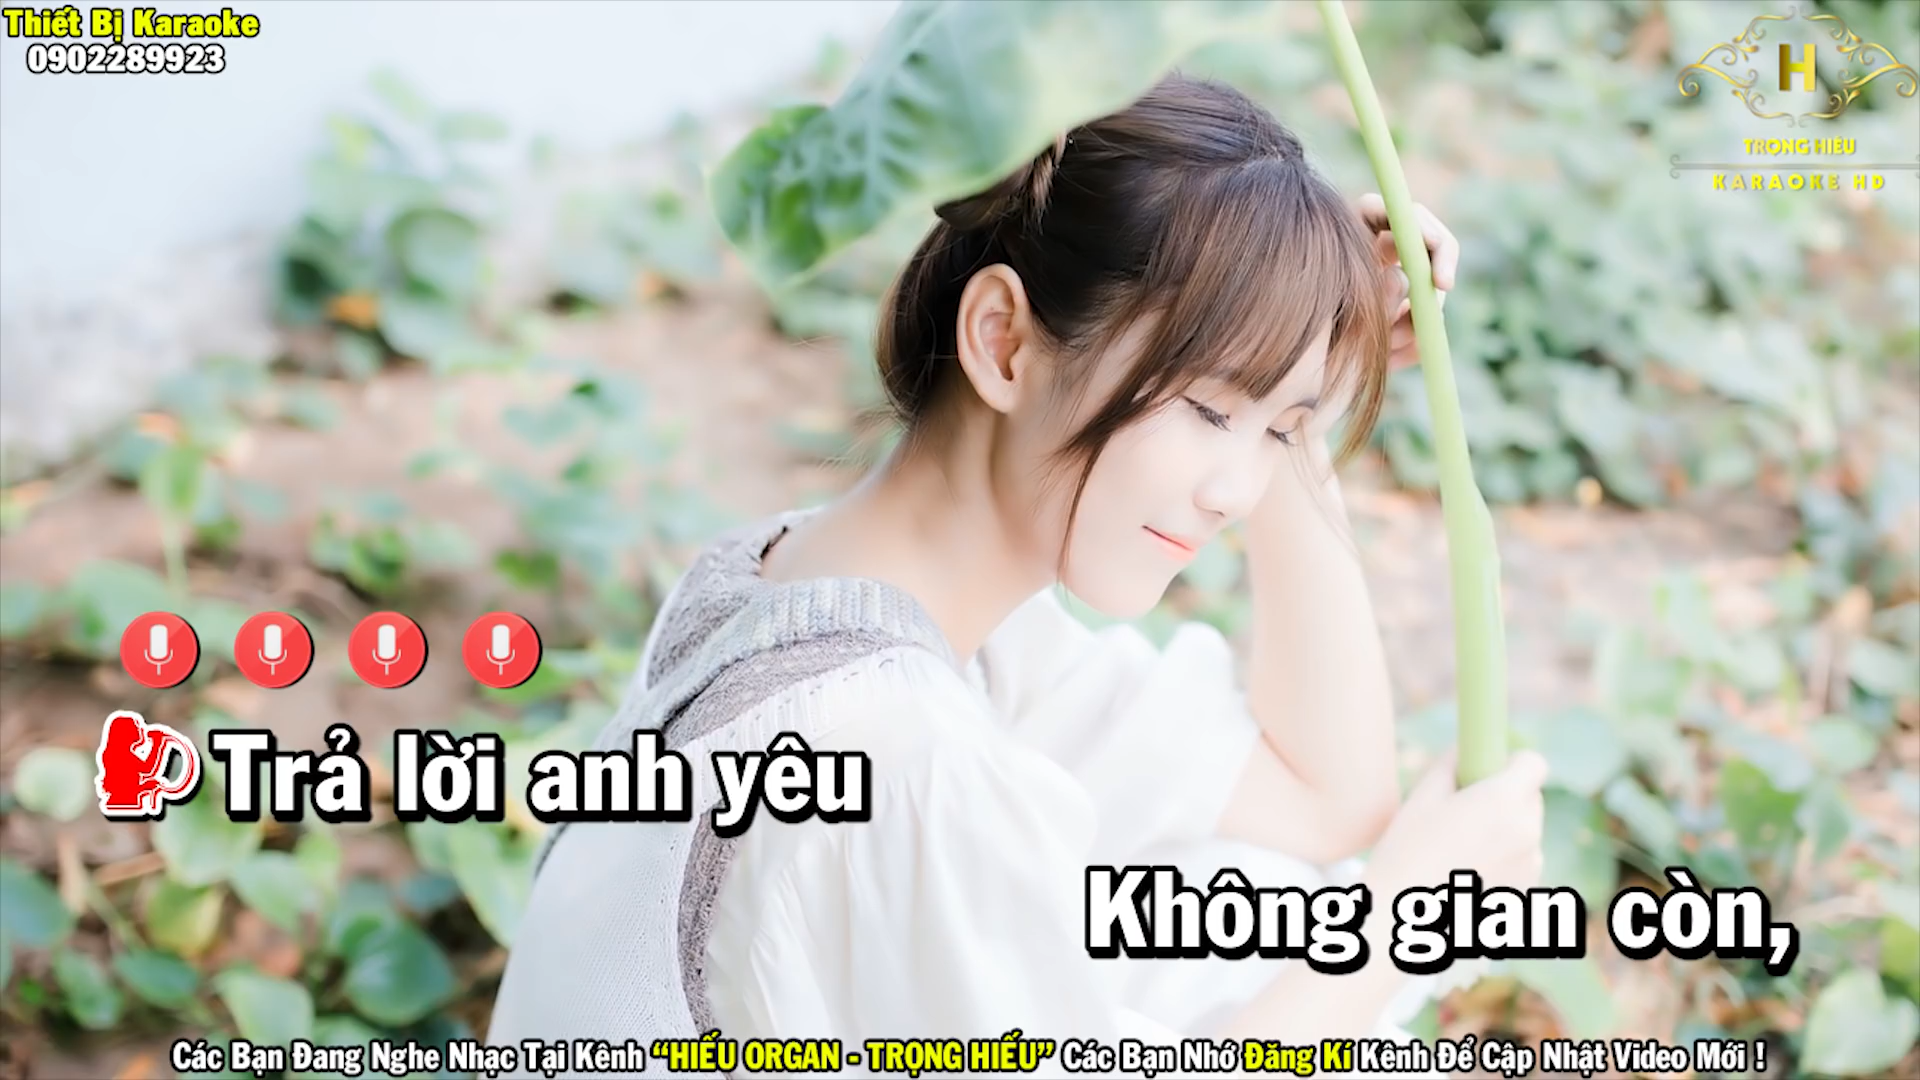 Thiết Bị Karaoke
0902289923
H
TRỌNG HIẾU
KARAOKE HD
Trả lời anh yêu
Không gian còn,
Các Bạn Đang Nghe Nhạc Tại Kênh “HIẾU ORGAN - TRỌNG HIẾU” Các Bạn Nhớ Đăng Kí Kênh Để Cập Nhật Video Mới !